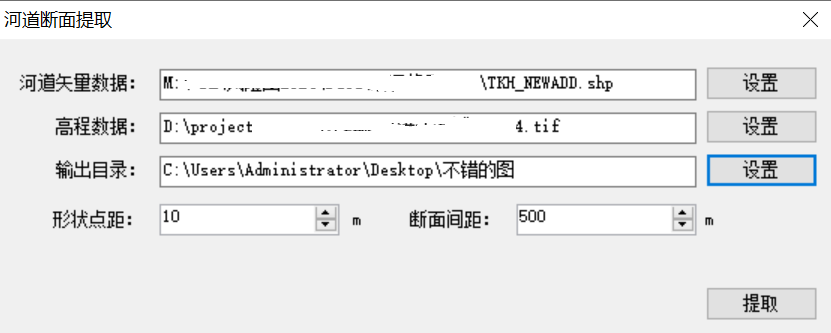 河道断面提取
河道矢量数据： M: \TKH_NEWADD.shp 设置
高程数据： D:\project 4.tif 设置
输出目录： C:\Users\Administrator\Desktop\不错的图 设置
形状点距： 10 m 断面间距： 500 m
提取